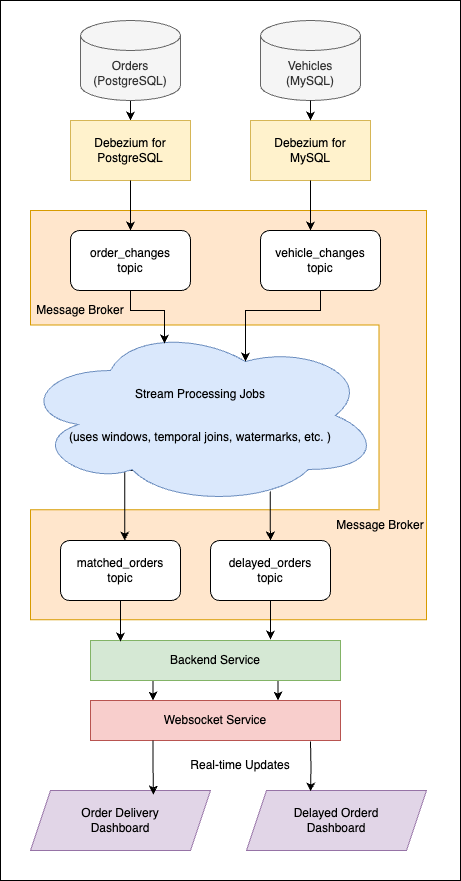 Orders
(PostgreSQL)
Vehicles
(MySQL)
Debezium for
PostgreSQL
Debezium for
MySQL
order_changes
topic
vehicle_changes
topic
Message Broker
Stream Processing Jobs
(uses windows, temporal joins, watermarks, etc. )
Message Broker
matched_orders
topic
delayed_orders
topic
Backend Service
Websocket Service
Real-time Updates
Order Delivery
Dashboard
Delayed Orderd
Dashboard